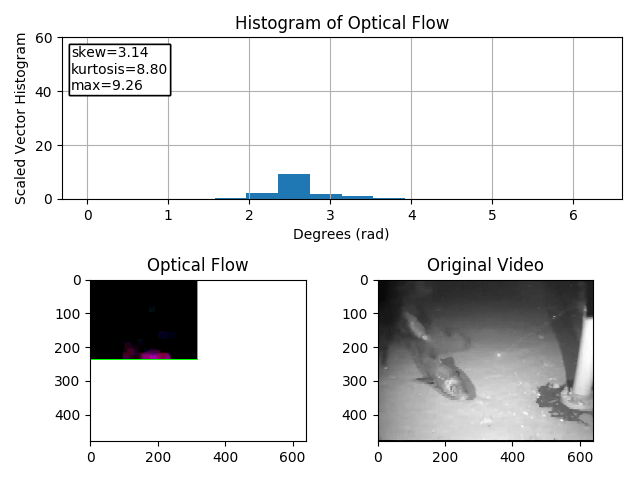 Histogram of Optical Flow
Scaled Vector Histogram
60
40
20
0
skew=3.14
kurtosis=8.80
max=9.26
0 1 2 3 4 5 6
Degrees (rad)
Optical Flow
0
100
200
300
400
0 200 400 600
Original Video
0
100
200
300
400
0 200 400 600